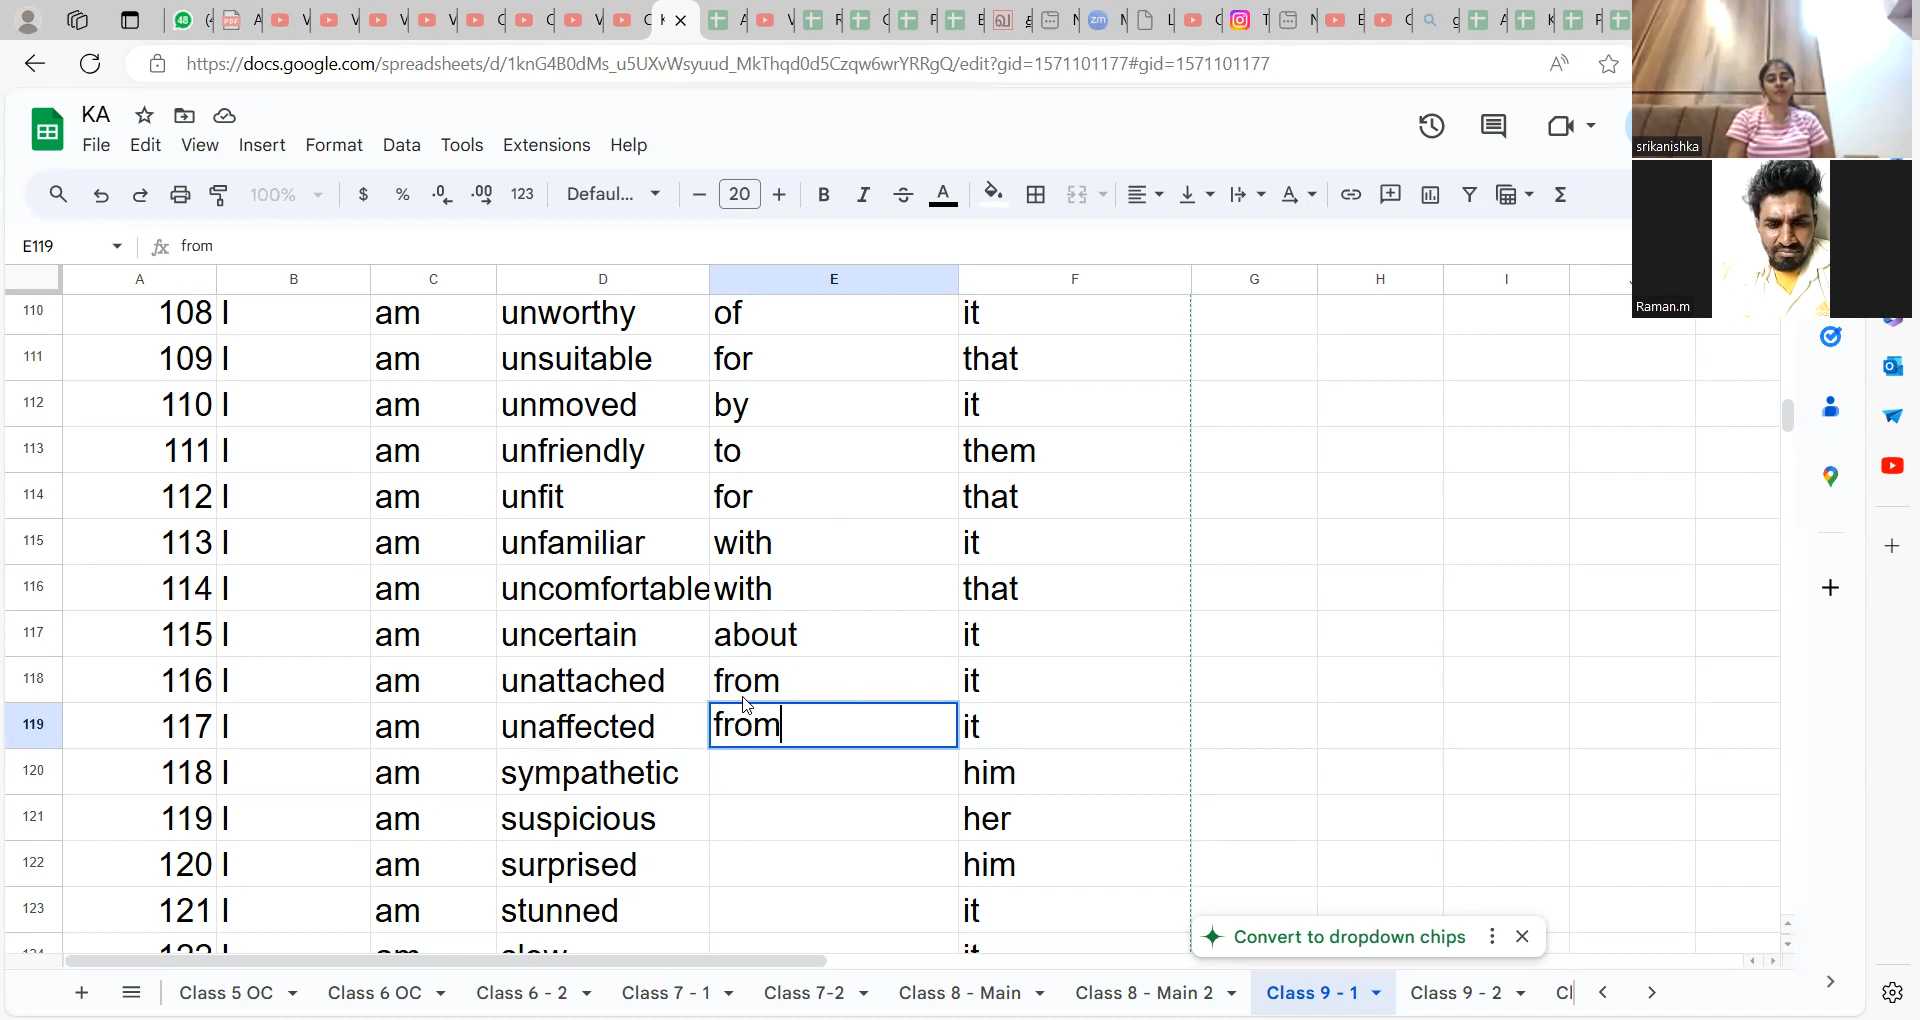 https://docs.google.com/spreadsheets/d/1knG4B0dMs_u5UXvWsyuud_MkThqd0d5Czqw6wrYRRgQ/edit?gid=1571101177#gid=1571101177
KA
File Edit View Insert Format Data Tools Extensions Help
100% $ % .0 .00 123 Defaul... 20 B I A
E119 fx from
A B C D E F G H I
110 108 I am unworthy of it
111 109 I am unsuitable for that
112 110 I am unmoved by it
113 111 I am unfriendly to them
114 112 I am unfit for that
115 113 I am unfamiliar with it
116 114 I am uncomfortable with that
117 115 I am uncertain about it
118 116 I am unattached from it
119 117 I am unaffected from it
120 118 I am sympathetic him
121 119 I am suspicious her
122 120 I am surprised him
123 121 I am stunned it
Convert to dropdown chips
Class 5 OC Class 6 OC Class 6 - 2 Class 7 - 1 Class 7-2 Class 8 - Main Class 8 - Main 2 Class 9 - 1 Class 9 - 2 Cl
srikanishka
Raman.m